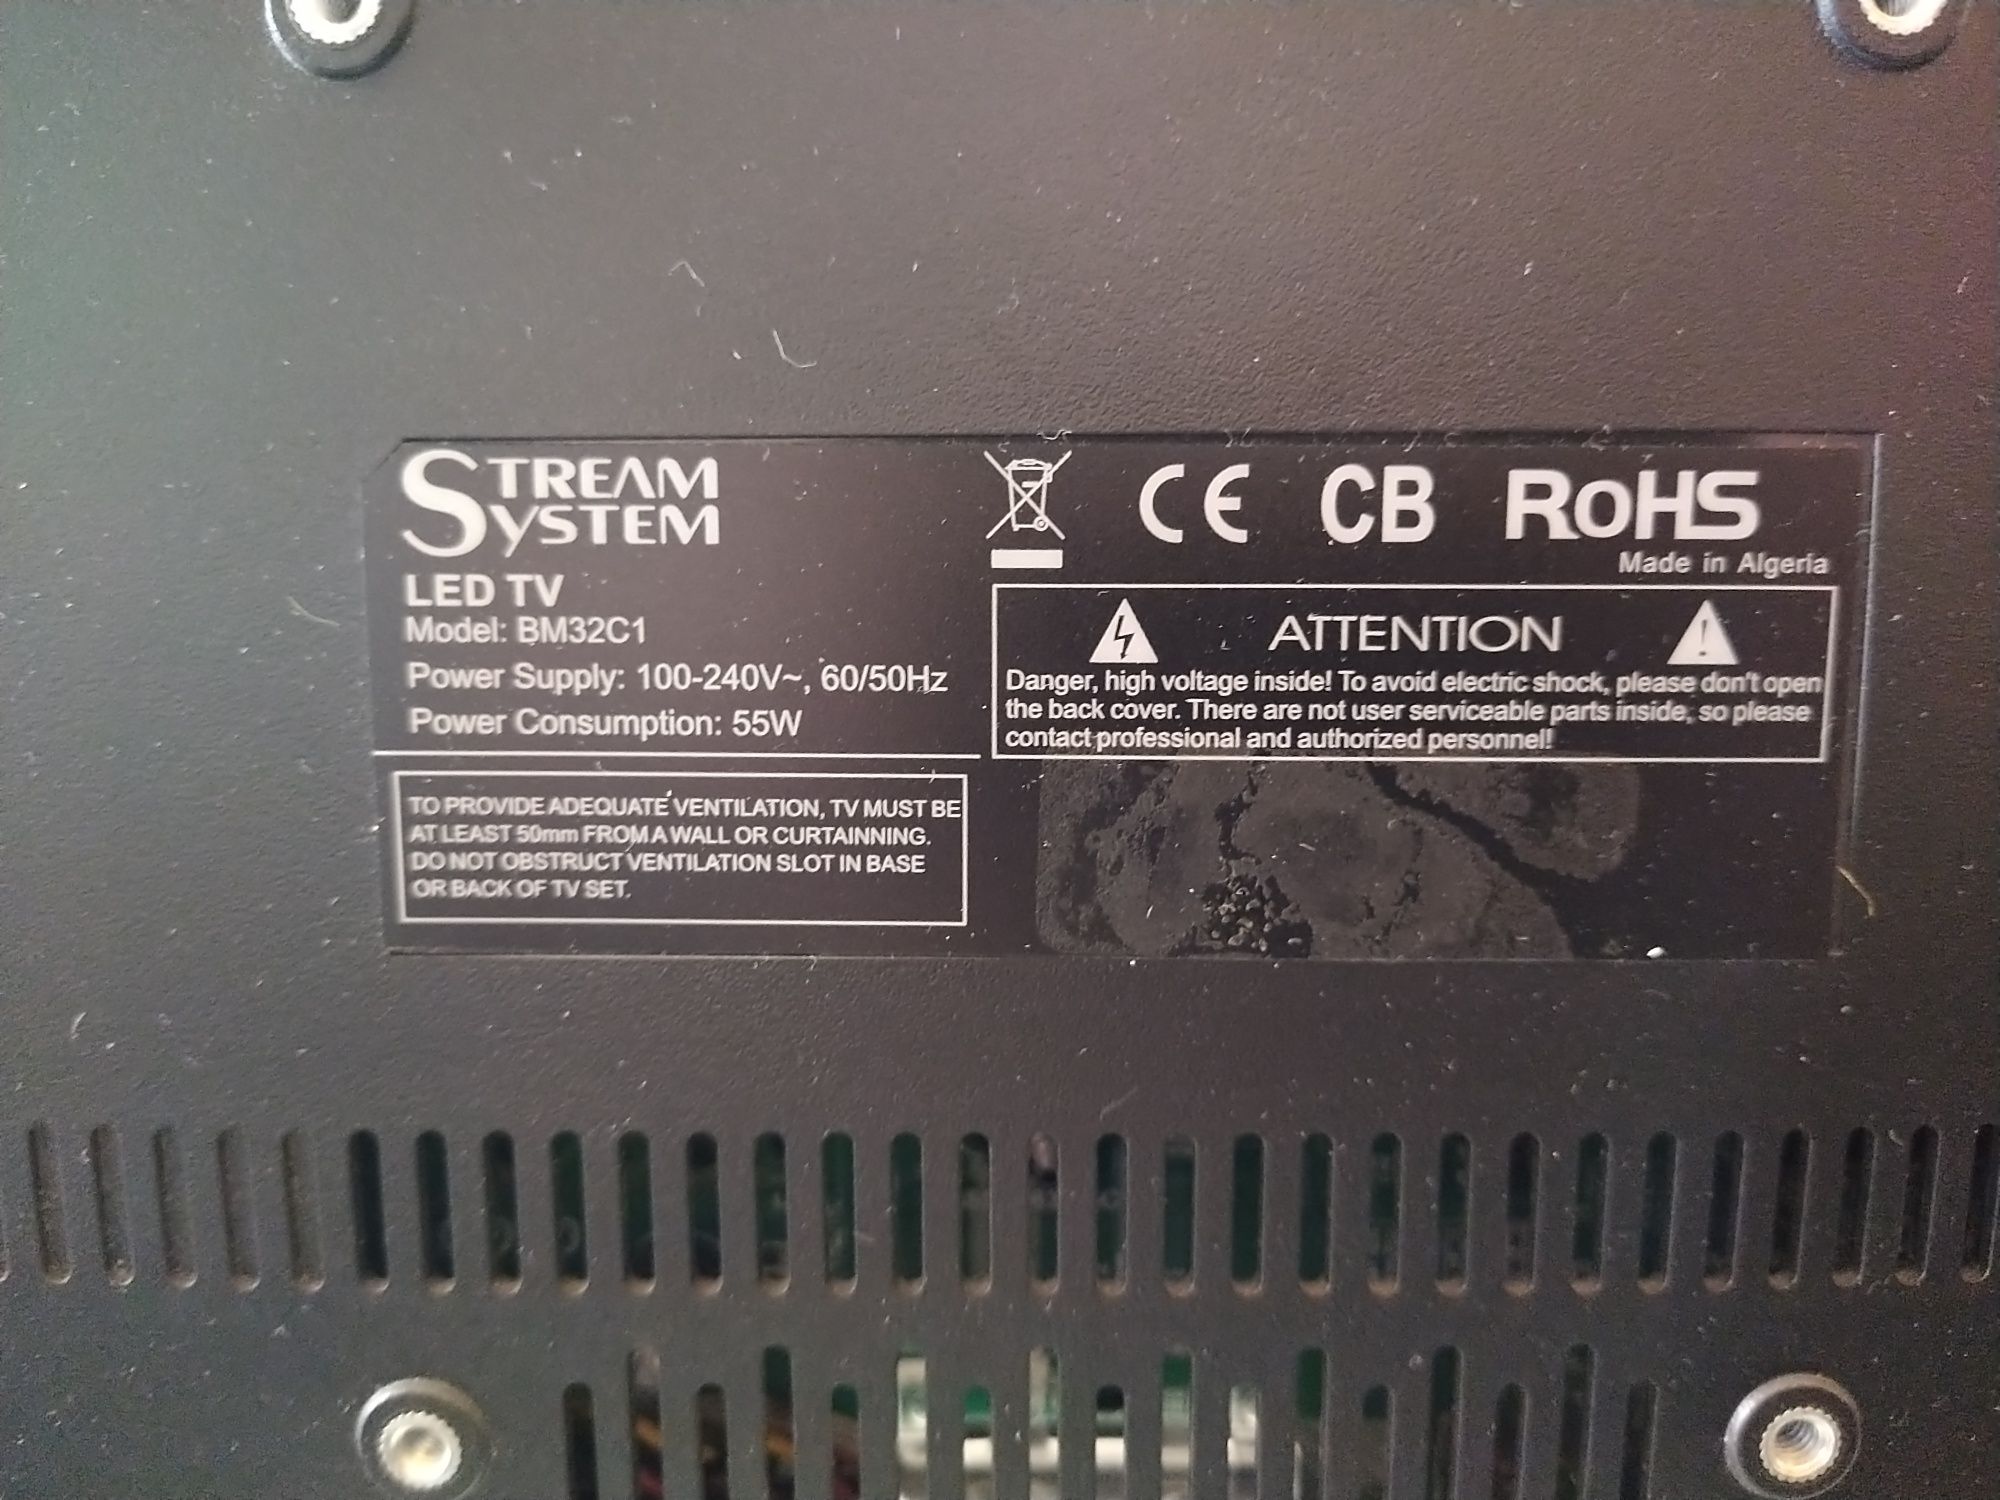 STREAM
SYSTEM
LED TV
Model: BM32C1
Power Supply: 100-240V~, 60/50Hz
Power Consumption: 55W
TO PROVIDE ADEQUATE VENTILATION, TV MUST BE
AT LEAST 50mm FROM A WALL OR CURTAINNING.
DO NOT OBSTRUCT VENTILATION SLOT IN BASE
OR BACK OF TV SET.
CE CB RoHS
Made in Algeria
ATTENTION
Danger, high voltage inside! To avoid electric shock, please don't open
the back cover. There are not user serviceable parts inside, so please
contact professional and authorized personnel!